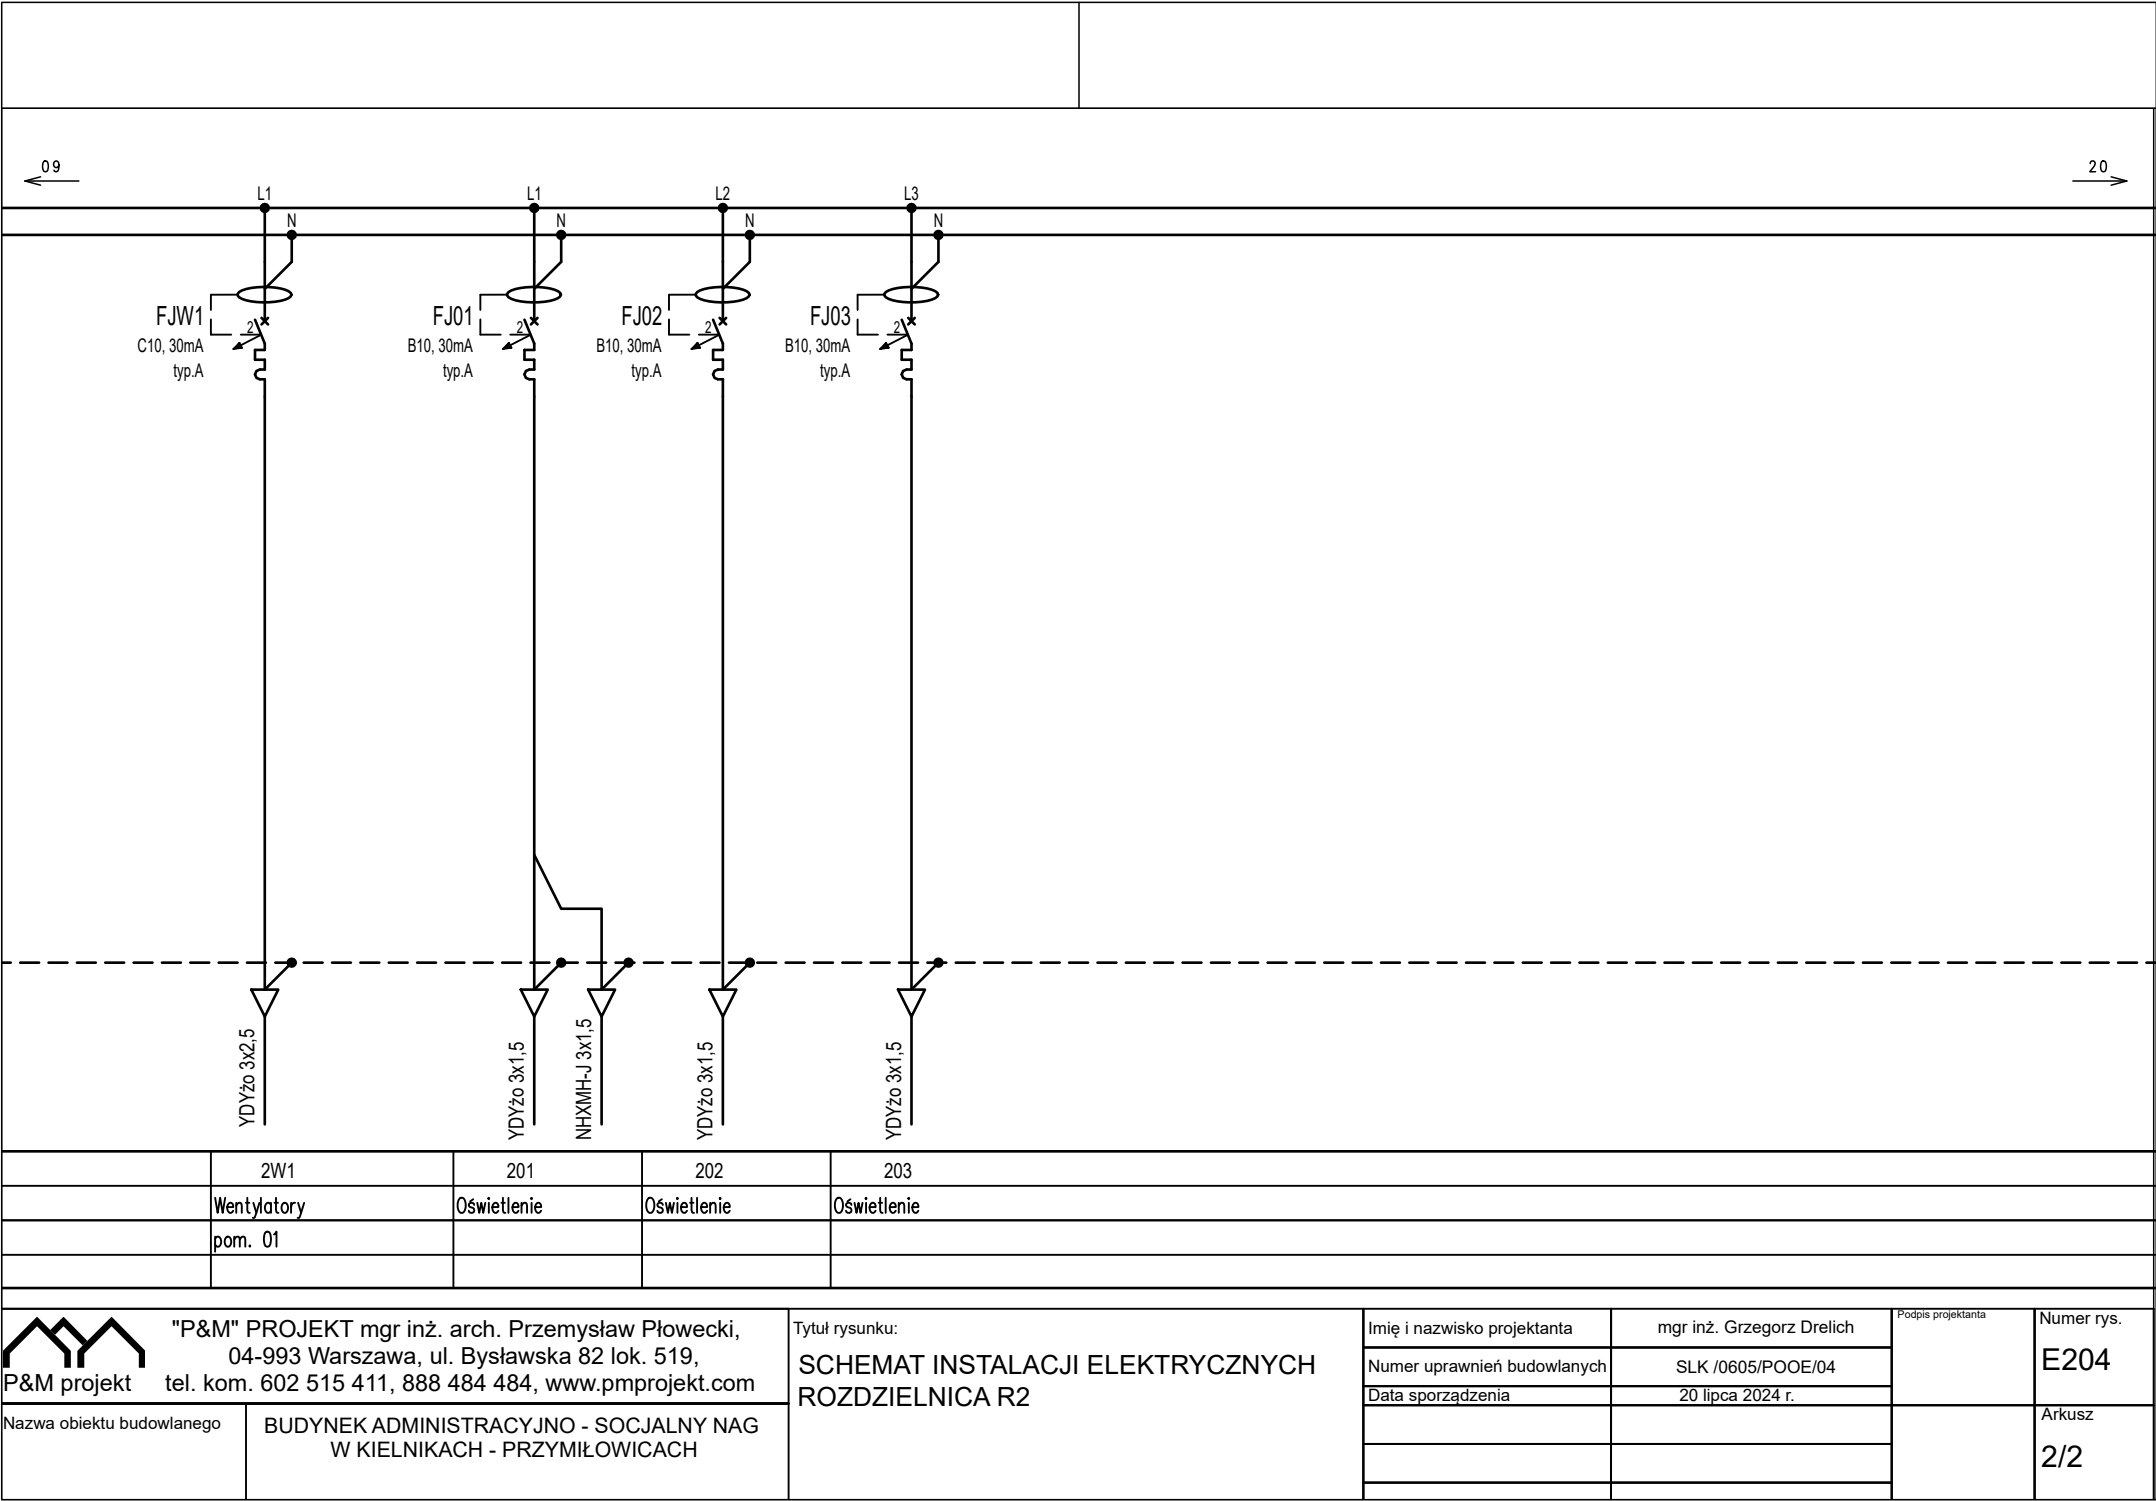 09
20
L1
L1
L2
L3
N
N
N
N
FJW1
C10, 30mA
typ.A
2
FJ01
B10, 30mA
typ.A
2
FJ02
B10, 30mA
typ.A
2
FJ03
B10, 30mA
typ.A
2
YDYżo 3x2,5
YDYżo 3x1,5
NHXMH-J 3x1,5
YDYżo 3x1,5
YDYżo 3x1,5
2W1
201
202
203
Wentylatory
Oświetlenie
Oświetlenie
Oświetlenie
pom. 01
P&M projekt
"P&M" PROJEKT mgr inż. arch. Przemysław Płowecki,
04-993 Warszawa, ul. Bysławska 82 lok. 519,
tel. kom. 602 515 411, 888 484 484, www.pmprojekt.com
Nazwa obiektu budowlanego
BUDYNEK ADMINISTRACYJNO - SOCJALNY NAG
W KIELNIKACH - PRZYMIŁOWICACH
Tytuł rysunku:
SCHEMAT INSTALACJI ELEKTRYCZNYCH
ROZDZIELNICA R2
Imię i nazwisko projektanta
mgr inż. Grzegorz Drelich
Numer uprawnień budowlanych
SLK /0605/POOE/04
Data sporządzenia
20 lipca 2024 r.
Podpis projektanta
Numer rys.
E204
Arkusz
2/2